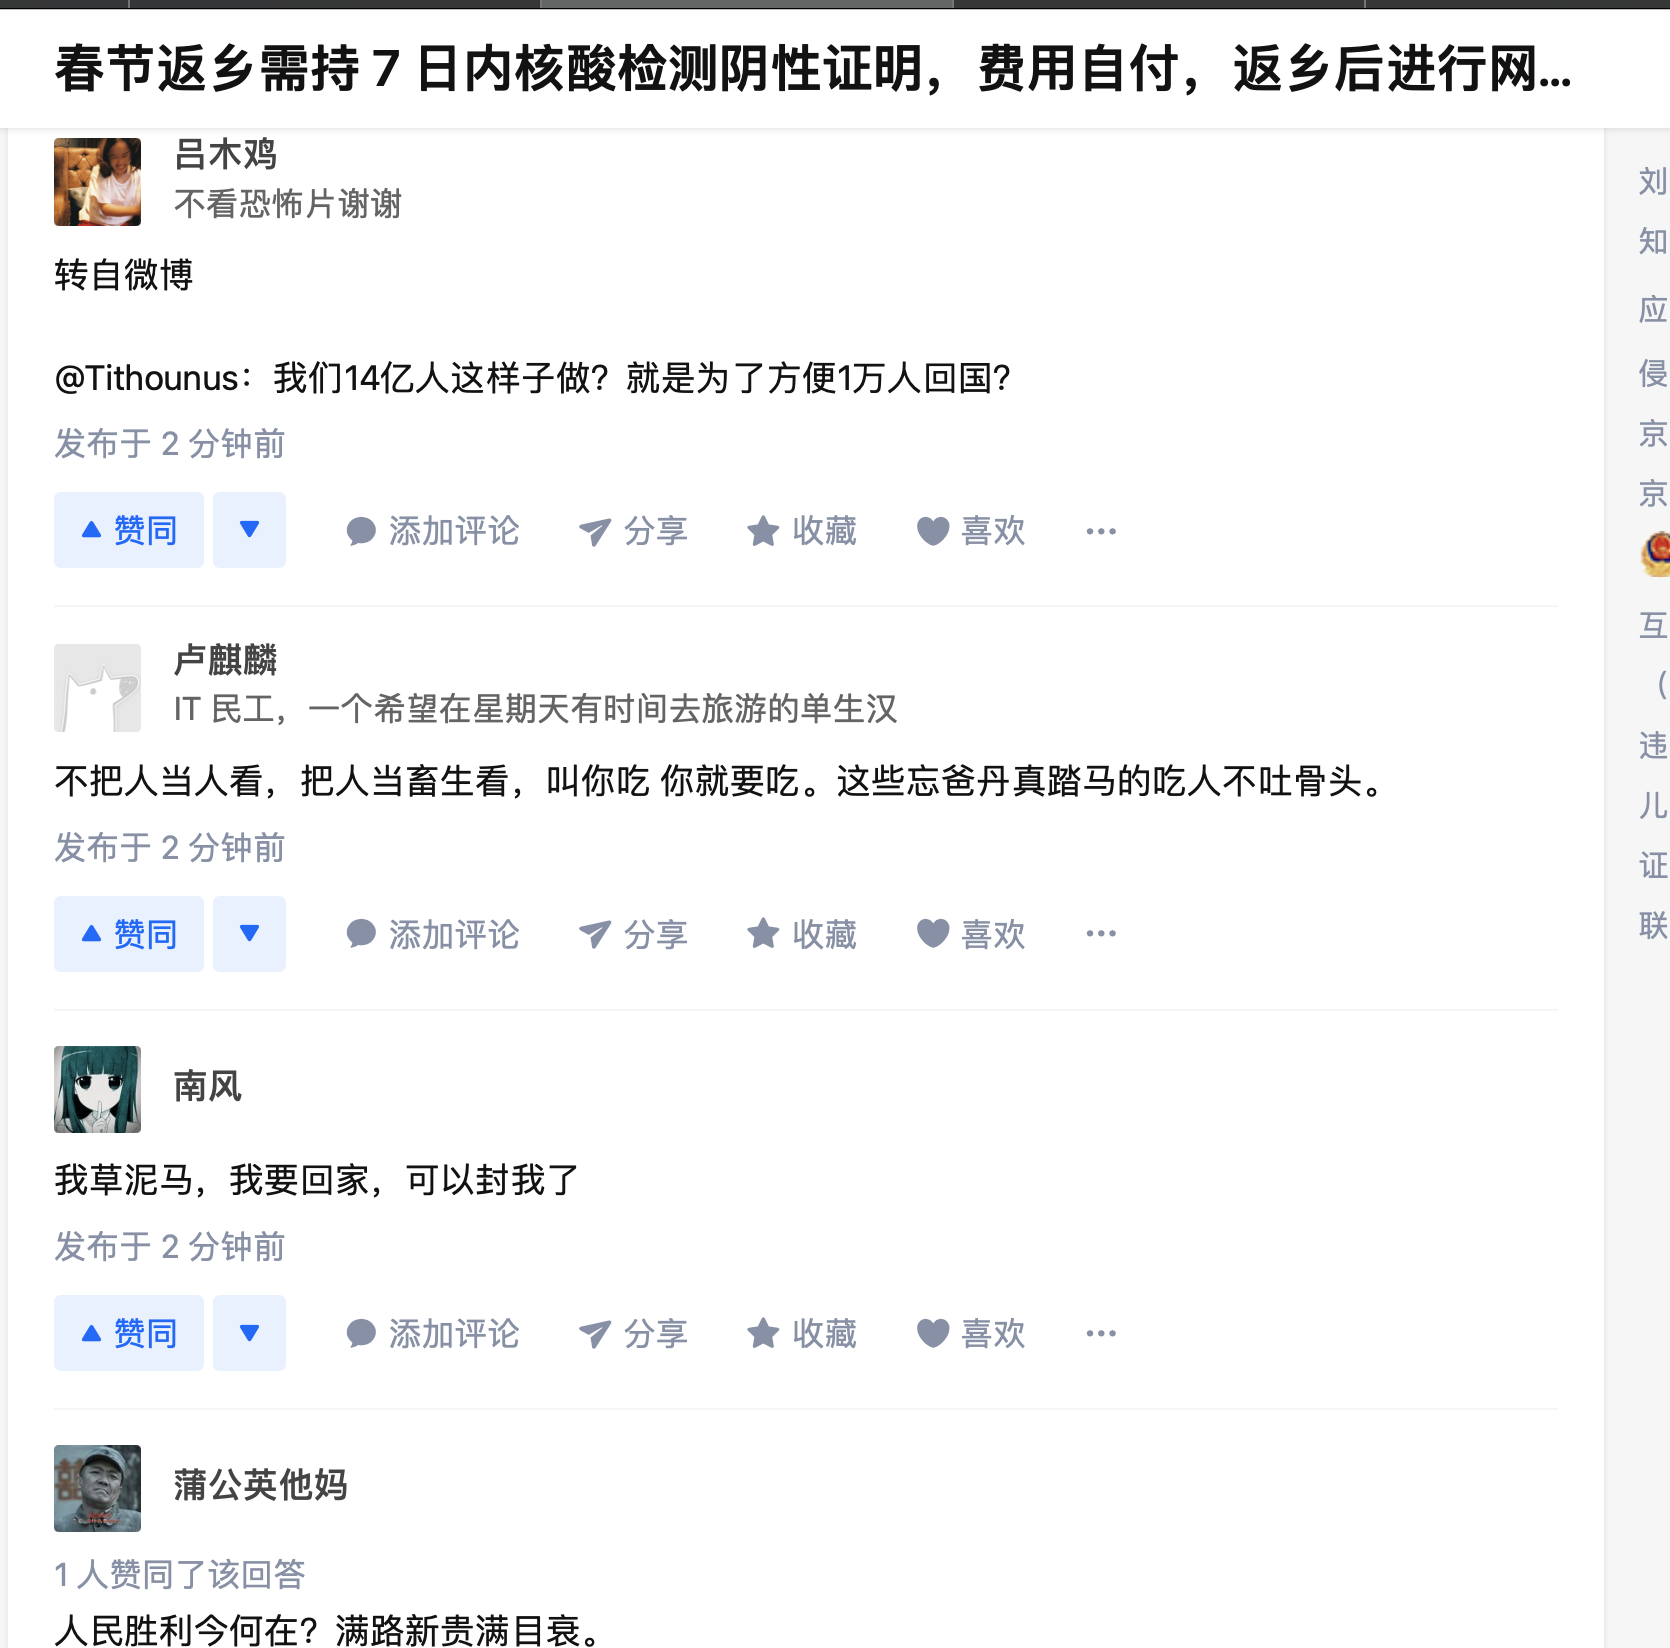 春节返乡需持 7 日内核酸检测阴性证明，费用自付，返乡后进行网...
吕木鸡
不看恐怖片谢谢
转自微博
@Tithounus：我们14亿人这样子做？就是为了方便1万人回国？
发布于 2 分钟前
赞同 添加评论 分享 收藏 喜欢 ···
卢麒麟
IT 民工，一个希望在星期天有时间去旅游的单生汉
不把人当人看，把人当畜生看，叫你吃 你就要吃。这些忘爸丹真踏马的吃人不吐骨头。
发布于 2 分钟前
赞同 添加评论 分享 收藏 喜欢 ···
南风
我草泥马，我要回家，可以封我了
发布于 2 分钟前
赞同 添加评论 分享 收藏 喜欢 ···
蒲公英他妈
1 人赞同了该回答
人民胜利今何在？满路新贵满目衰。
刘
知
应
侵
京
京
互
（
违
儿
证
联